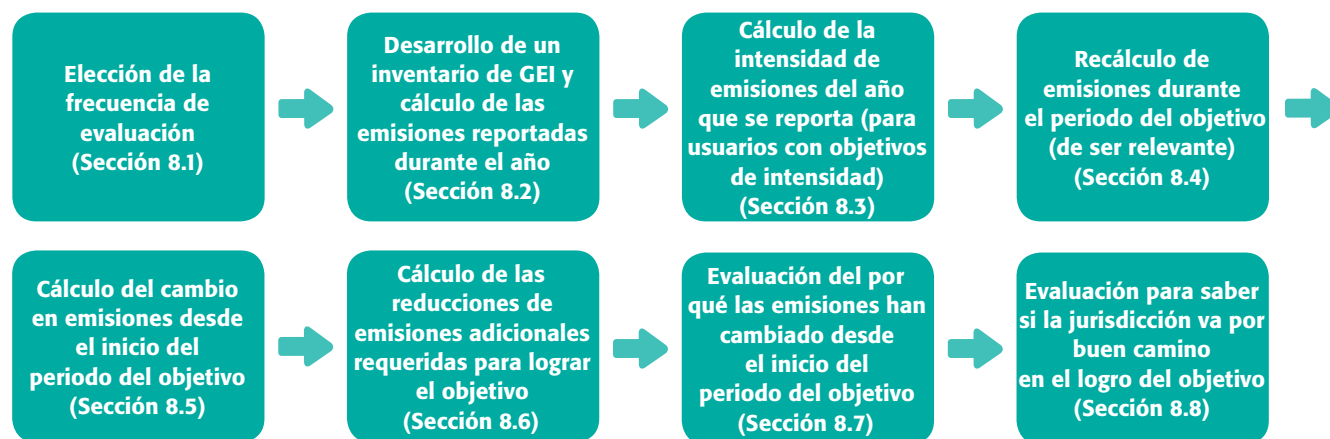 Elección de la
frecuencia de
evaluación
(Sección 8.1)
Desarrollo de un
inventario de GEI y
cálculo de las
emisiones reportadas
durante el año
(Sección 8.2)
Cálculo de la
intensidad de
emisiones del año
que se reporta (para
usuarios con objetivos
de intensidad)
(Sección 8.3)
Recálculo de
emisiones durante
el periodo del objetivo
(de ser relevante)
(Sección 8.4)
Cálculo del cambio
en emisiones desde
el inicio del
periodo del objetivo
(Sección 8.5)
Cálculo de las
reducciones de
emisiones adicionales
requeridas para lograr
el objetivo
(Sección 8.6)
Evaluación del por
qué las emisiones han
cambiado desde
el inicio del
periodo del objetivo
(Sección 8.7)
Evaluación para saber
si la jurisdicción va por
buen camino
en el logro del objetivo
(Sección 8.8)